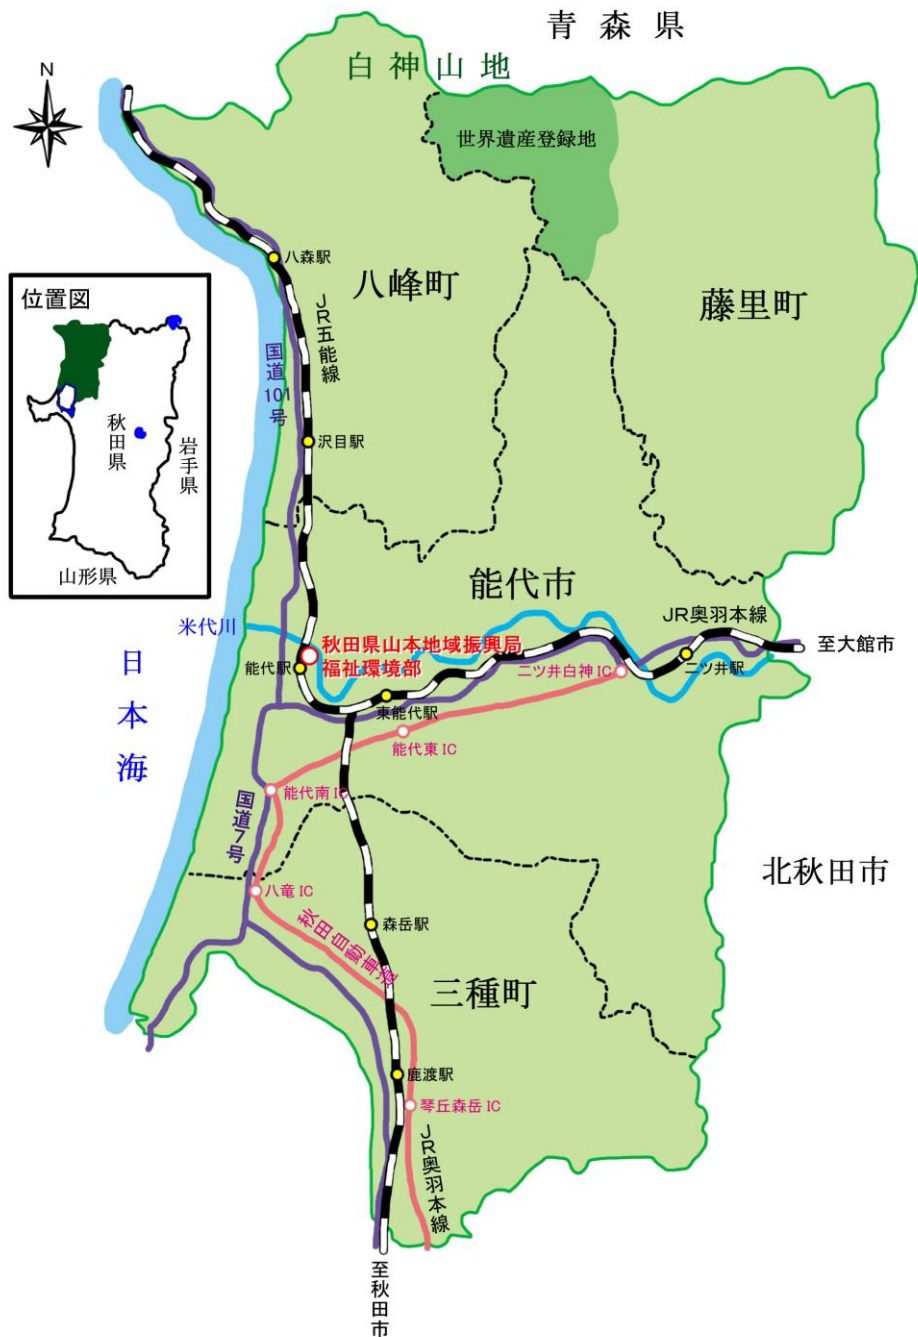 青森県
白神山地
N
世界遺産登録地
八森駅
八峰町
藤里町
位置図
秋田県
岩手県
山形県
JR五能線
国道101号
沢目駅
能代市
米代川
JR奥羽本線
秋田県山本地域振興局
福祉環境部
至大館市
能代駅
二ツ井白神IC
二ツ井駅
日本海
東能代駅
能代東IC
能代南IC
国道7号
北秋田市
八竜IC
森岳駅
秋田自動車道
三種町
鹿渡駅
琴丘森岳IC
JR奥羽本線
至秋田市